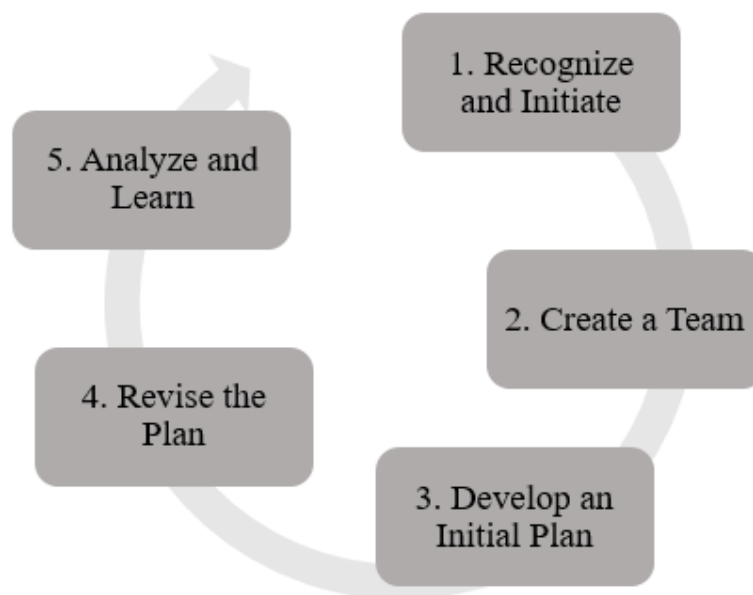 1. Recognize
and Initiate
2. Create a Team
3. Develop an
Initial Plan
4. Revise the
Plan
5. Analyze and
Learn